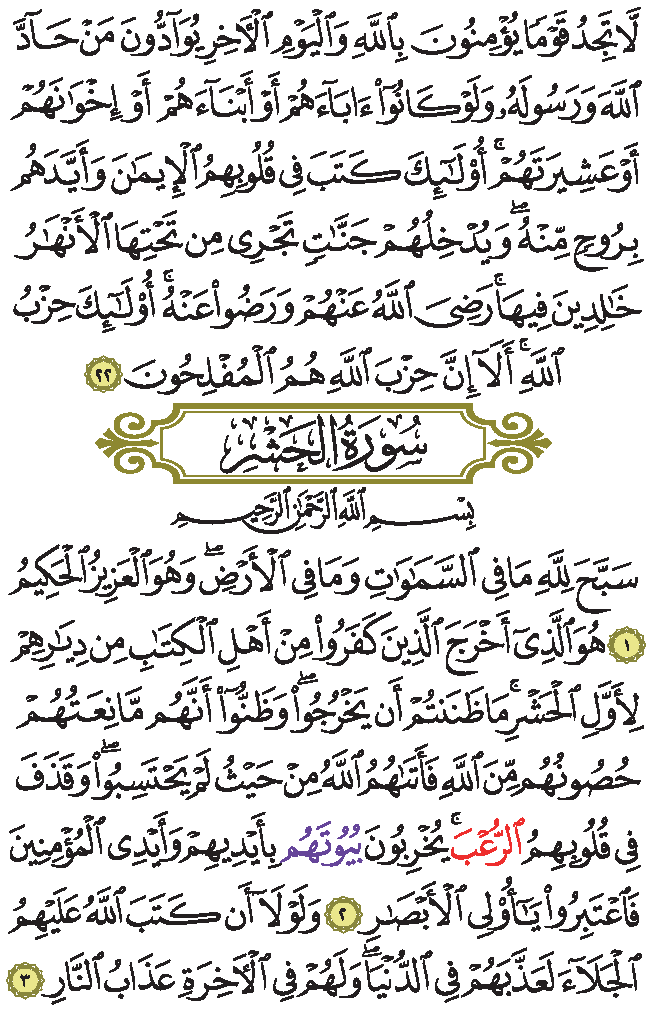 لَّا تَجِدُ قَوْمًا يُؤْمِنُونَ بِٱللَّهِ وَٱلْيَوْمِ ٱلْـَٔاخِرِ يُوَآدُّونَ مَنْ حَآدَّ
ٱللَّهَ وَرَسُولَهُۥ وَلَوْ كَانُوٓا۟ ءَابَآءَهُمْ أَوْ أَبْنَآءَهُمْ أَوْ إِخْوَٰنَهُمْ
أَوْ عَشِيرَتَهُمْ ۚ أُو۟لَـٰٓئِكَ كَتَبَ فِى قُلُوبِهِمُ ٱلْإِيمَـٰنَ وَأَيَّدَهُم
بِرُوحٍ مِّنْهُ ۖ وَيُدْخِلُهُمْ جَنَّـٰتٍ تَجْرِى مِن تَحْتِهَا ٱلْأَنْهَـٰرُ
خَـٰلِدِينَ فِيهَا ۚ رَضِىَ ٱللَّهُ عَنْهُمْ وَرَضُوا۟ عَنْهُ ۚ أُو۟لَـٰٓئِكَ حِزْبُ
ٱللَّهِ ۚ أَلَآ إِنَّ حِزْبَ ٱللَّهِ هُمُ ٱلْمُفْلِحُونَ ٢٢
سُورَةُ الحَشْرِ
بِسْمِ ٱللَّهِ ٱلرَّحْمَـٰنِ ٱلرَّحِيمِ
سَبَّحَ لِلَّهِ مَا فِى ٱلسَّمَـٰوَٰتِ وَمَا فِى ٱلْأَرْضِ ۖ وَهُوَ ٱلْعَزِيزُ ٱلْحَكِيمُ
١ هُوَ ٱلَّذِىٓ أَخْرَجَ ٱلَّذِينَ كَفَرُوا۟ مِنْ أَهْلِ ٱلْكِتَـٰبِ مِن دِيَـٰرِهِمْ
لِأَوَّلِ ٱلْحَشْرِ ۚ مَا ظَنَنتُمْ أَن يَخْرُجُوا۟ ۖ وَظَنُّوٓا۟ أَنَّهُم مَّانِعَتُهُمْ
حُصُونُهُم مِّنَ ٱللَّهِ فَأَتَىٰهُمُ ٱللَّهُ مِنْ حَيْثُ لَمْ يَحْتَسِبُوا۟ ۖ وَقَذَفَ
فِى قُلُوبِهِمُ ٱلرُّعْبَ ۚ يُخْرِبُونَ بُيُوتَهُم بِأَيْدِيهِمْ وَأَيْدِى ٱلْمُؤْمِنِينَ
فَٱعْتَبِرُوا۟ يَـٰٓأُو۟لِى ٱلْأَبْصَـٰرِ ٢ وَلَوْلَآ أَن كَتَبَ ٱللَّهُ عَلَيْهِمُ
ٱلْجَلَآءَ لَعَذَّبَهُمْ فِى ٱلدُّنْيَا ۖ وَلَهُمْ فِى ٱلْـَٔاخِرَةِ عَذَابُ ٱلنَّارِ ٣